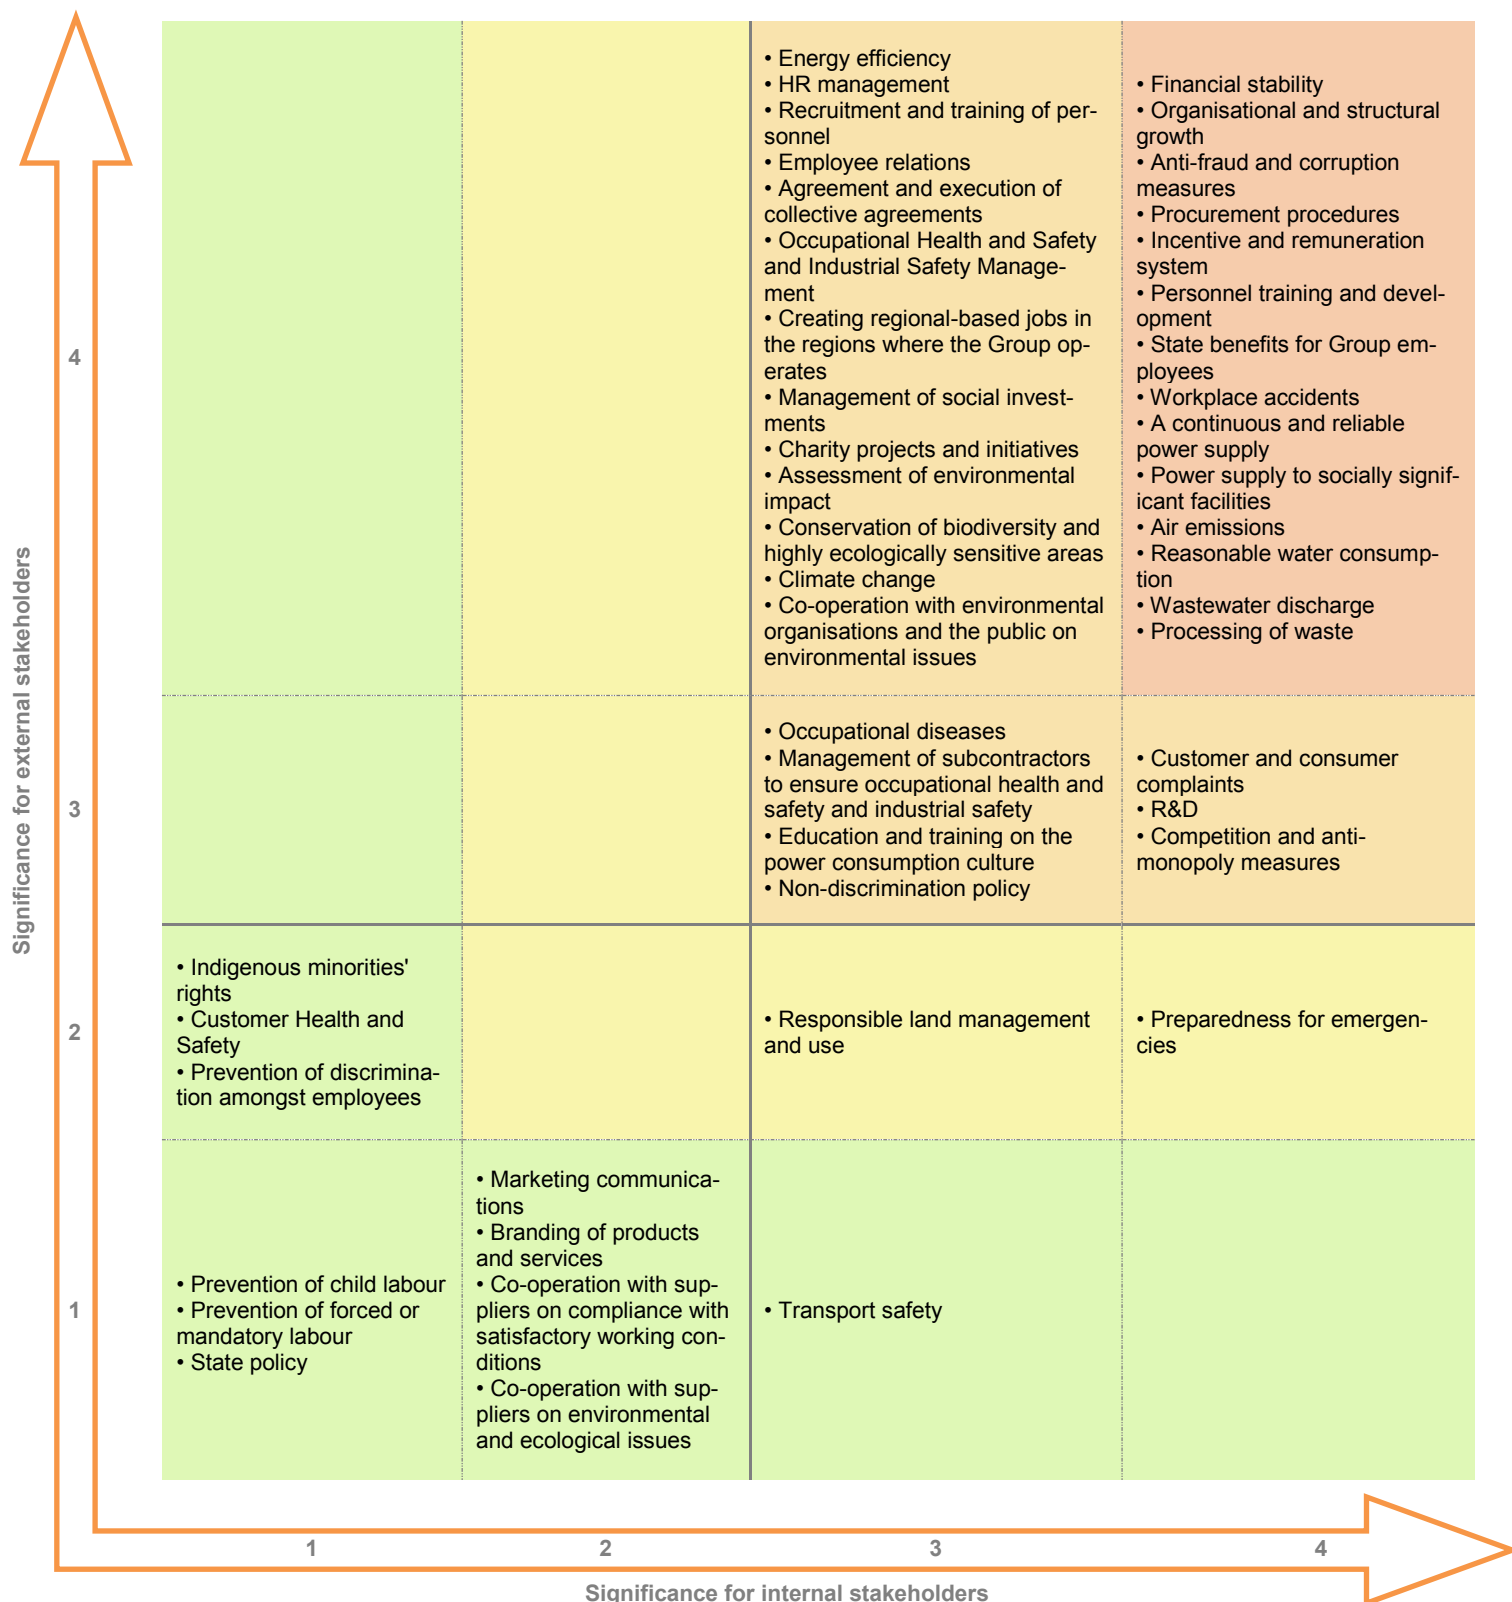 Significance for external stakeholders
4
• Energy efficiency
• HR management
• Recruitment and training of per-
sonnel
• Employee relations
• Agreement and execution of
collective agreements
• Occupational Health and Safety
and Industrial Safety Manage-
ment
• Creating regional-based jobs in
the regions where the Group op-
erates
• Management of social invest-
ments
• Charity projects and initiatives
• Assessment of environmental
impact
• Conservation of biodiversity and
highly ecologically sensitive areas
• Climate change
• Co-operation with environmental
organisations and the public on
environmental issues
• Financial stability
• Organisational and structural
growth
• Anti-fraud and corruption
measures
• Procurement procedures
• Incentive and remuneration
system
• Personnel training and devel-
opment
• State benefits for Group em-
ployees
• Workplace accidents
• A continuous and reliable
power supply
• Power supply to socially signif-
icant facilities
• Air emissions
• Reasonable water consump-
tion
• Wastewater discharge
• Processing of waste
3
• Occupational diseases
• Management of subcontractors
to ensure occupational health and
safety and industrial safety
• Education and training on the
power consumption culture
• Non-discrimination policy
• Customer and consumer
complaints
• R&D
• Competition and anti-
monopoly measures
2
• Indigenous minorities'
rights
• Customer Health and
Safety
• Prevention of discrimina-
tion amongst employees
• Responsible land management
and use
• Preparedness for emergen-
cies
1
• Prevention of child labour
• Prevention of forced or
mandatory labour
• State policy
• Marketing communica-
tions
• Branding of products
and services
• Co-operation with sup-
pliers on compliance with
satisfactory working con-
ditions
• Co-operation with sup-
pliers on environmental
and ecological issues
• Transport safety
1
2
3
4
Significance for internal stakeholders